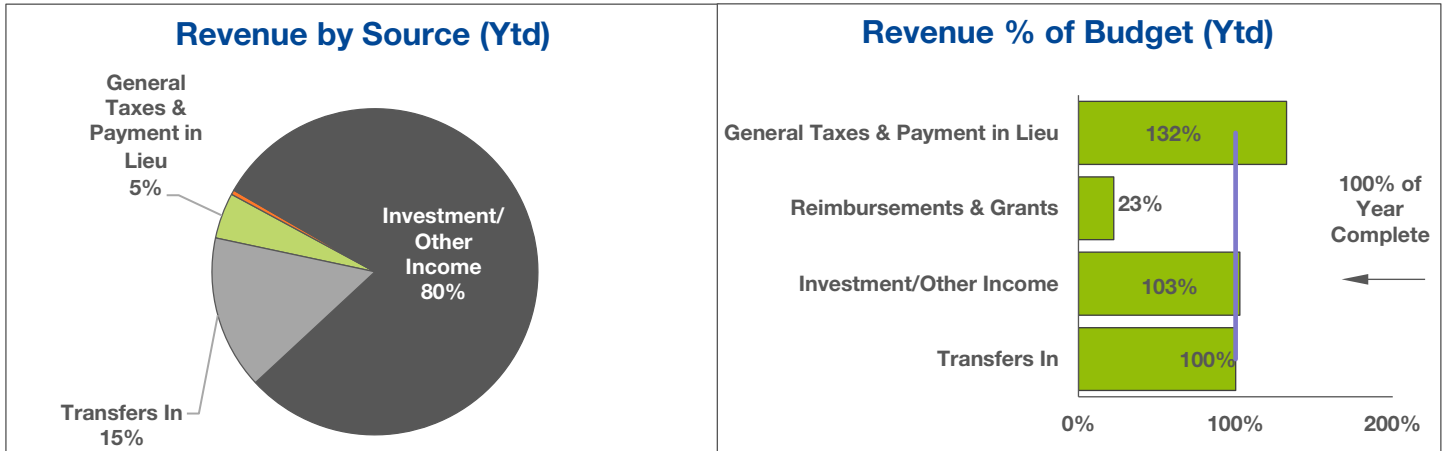 Revenue by Source (Ytd)
General
Taxes &
Payment in
Lieu
5%
Investment/
Other
Income
80%
Transfers In
15%
Revenue % of Budget (Ytd)
General Taxes & Payment in Lieu
132%
Reimbursements & Grants
23%
Investment/Other Income
103%
Transfers In
100%
100% of
Year
Complete
0%
100%
200%